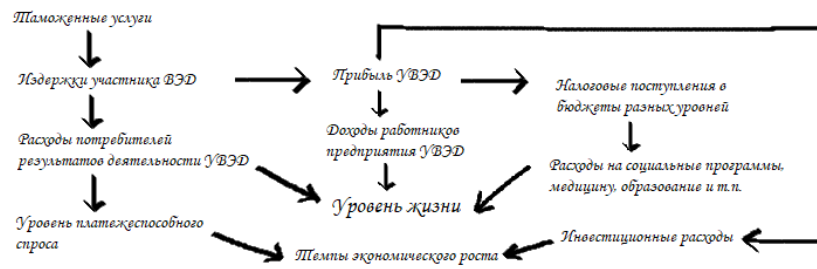 Таможенные услуги
Издержки участника ВЭД
Прибыль УВЭД
Налоговые поступления в
бюджеты разных уровней
Расходы потребителей
результатов деятельности УВЭД
Доходы работников
предприятия УВЭД
Расходы на социальные программы,
медицину, образование и т.п.
Уровень жизни
Уровень платежеспособного
спроса
Темпы экономического роста
Инвестиционные расходы